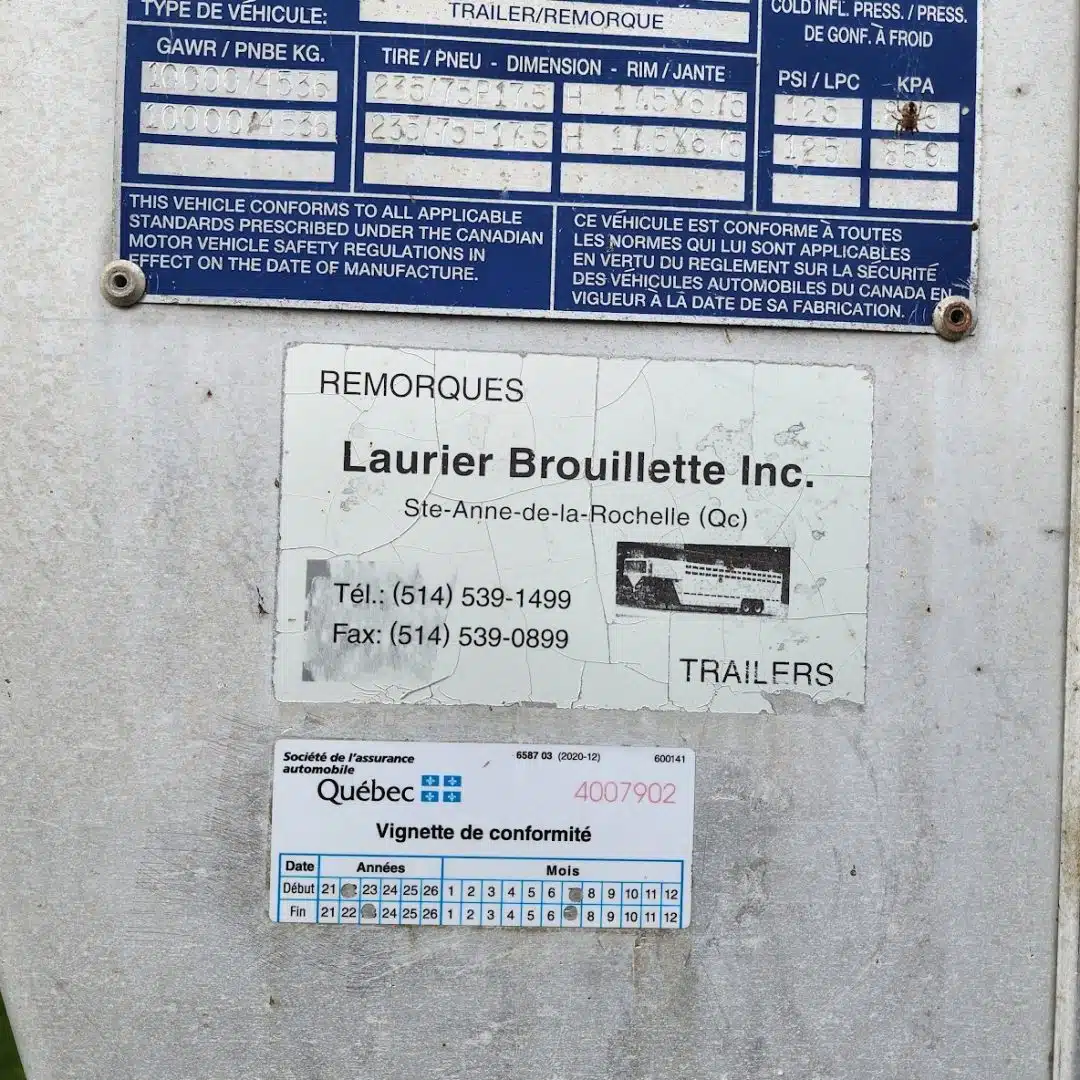 TYPE DE VÉHICULE: TRAILER/REMORQUE
COLD INFL. PRESS. / PRESS.
DE GONF. À FROID
GAWR / PNBE KG. TIRE / PNEU - DIMENSION - RIM / JANTE PSI / LPC KPA
10000/4536 235/75R17.5 H 17.5X6.75 125
10000/4536 235/75R17.5 H 17.5X6.75 125 859
THIS VEHICLE CONFORMS TO ALL APPLICABLE
STANDARDS PRESCRIBED UNDER THE CANADIAN
MOTOR VEHICLE SAFETY REGULATIONS IN
EFFECT ON THE DATE OF MANUFACTURE.
CE VÉHICULE EST CONFORME À TOUTES
LES NORMES QUI LUI SONT APPLICABLES
EN VERTU DU REGLEMENT SUR LA SÉCURITÉ
DES VÉHICULES AUTOMOBILES DU CANADA EN
VIGUEUR À LA DATE DE SA FABRICATION.
REMORQUES
Laurier Brouillette Inc.
Ste-Anne-de-la-Rochelle (Qc)
Tél.: (514) 539-1499
Fax: (514) 539-0899
TRAILERS
Société de l'assurance
automobile
Québec
6587 03 (2020-12) 600141
4007902
Vignette de conformité
Date Années Mois
Début 21 23 24 25 26 1 2 3 4 5 6 8 9 10 11 12
Fin 21 22 24 25 26 1 2 3 4 5 6 8 9 10 11 12